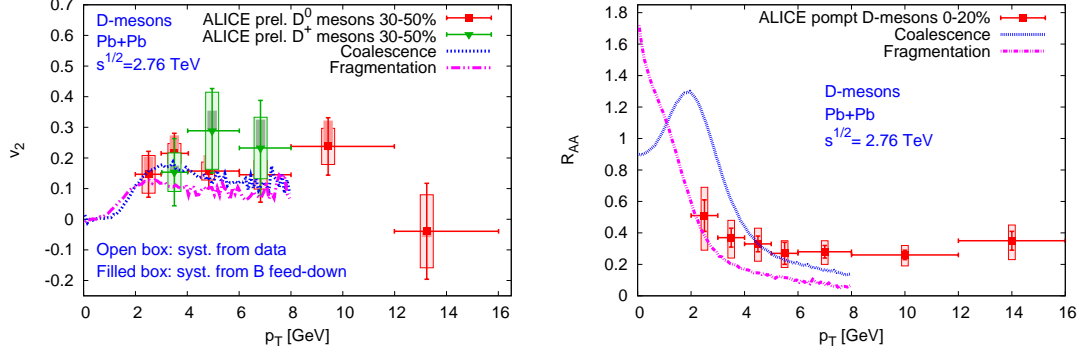 0.7
0.6
0.5
0.4
0.3
0.2
0.1
0
-0.1
-0.2
v2
D-mesons
Pb+Pb
s^1/2=2.76 TeV
ALICE prel. D^0 mesons 30-50%
ALICE prel. D^+ mesons 30-50%
Coalescence
Fragmentation
Open box: syst. from data
Filled box: syst. from B feed-down
0 2 4 6 8 10 12 14 16
pT [GeV]
1.8
1.6
1.4
1.2
1
0.8
0.6
0.4
0.2
0
RAA
ALICE pompt D-mesons 0-20%
Coalescence
Fragmentation
D-mesons
Pb+Pb
s^1/2= 2.76 TeV
0 2 4 6 8 10 12 14 16
pT [GeV]